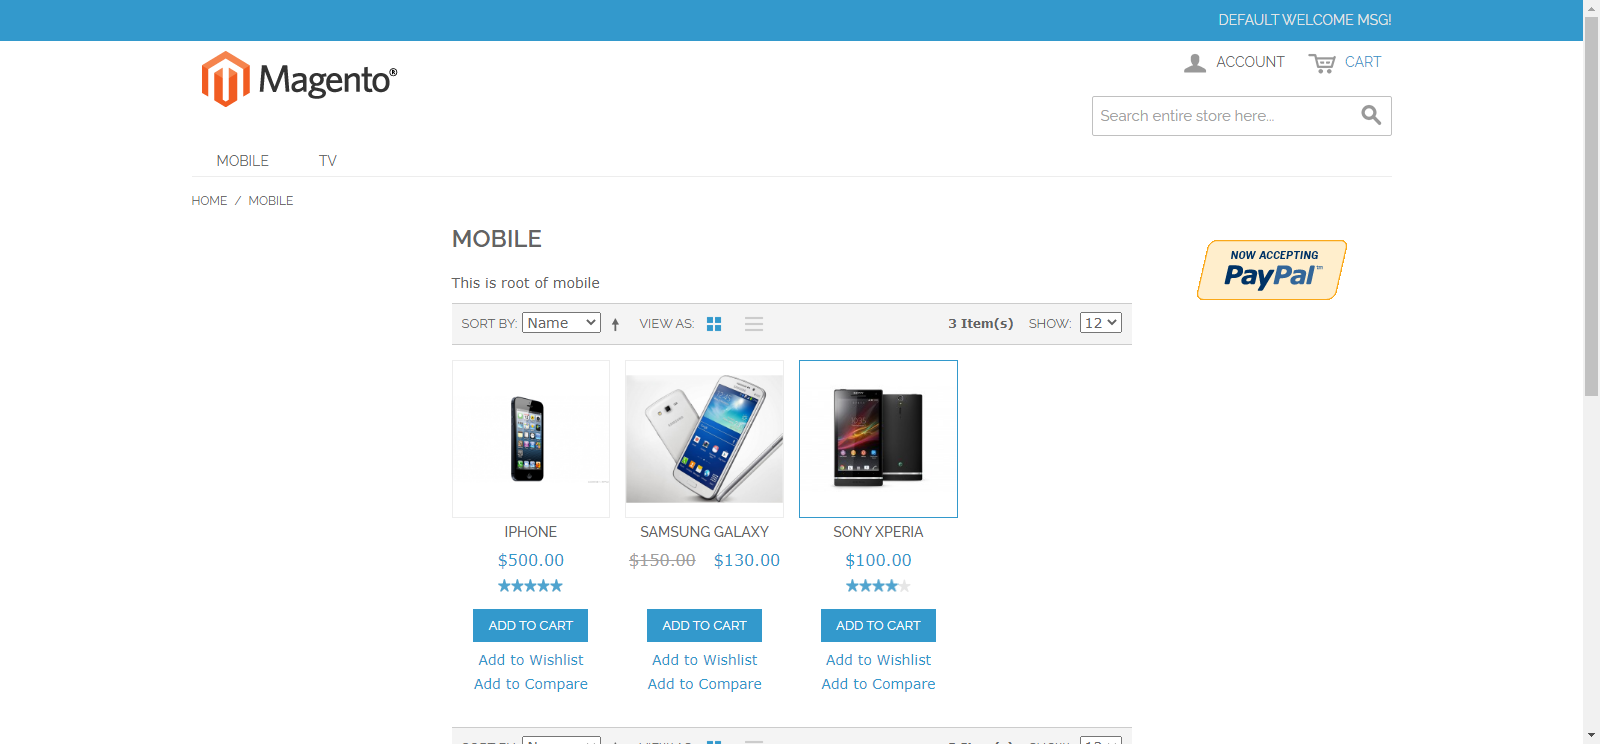 DEFAULT WELCOME MSG!
Magento®
ACCOUNT CART
Search entire store here...
MOBILE TV
HOME / MOBILE
MOBILE
NOW ACCEPTING
PayPal™
This is root of mobile
SORT BY: Name VIEW AS: 3 Item(s) SHOW: 12
IPHONE SAMSUNG GALAXY SONY XPERIA
$500.00 $150.00 $130.00 $100.00
ADD TO CART ADD TO CART ADD TO CART
Add to Wishlist Add to Wishlist Add to Wishlist
Add to Compare Add to Compare Add to Compare